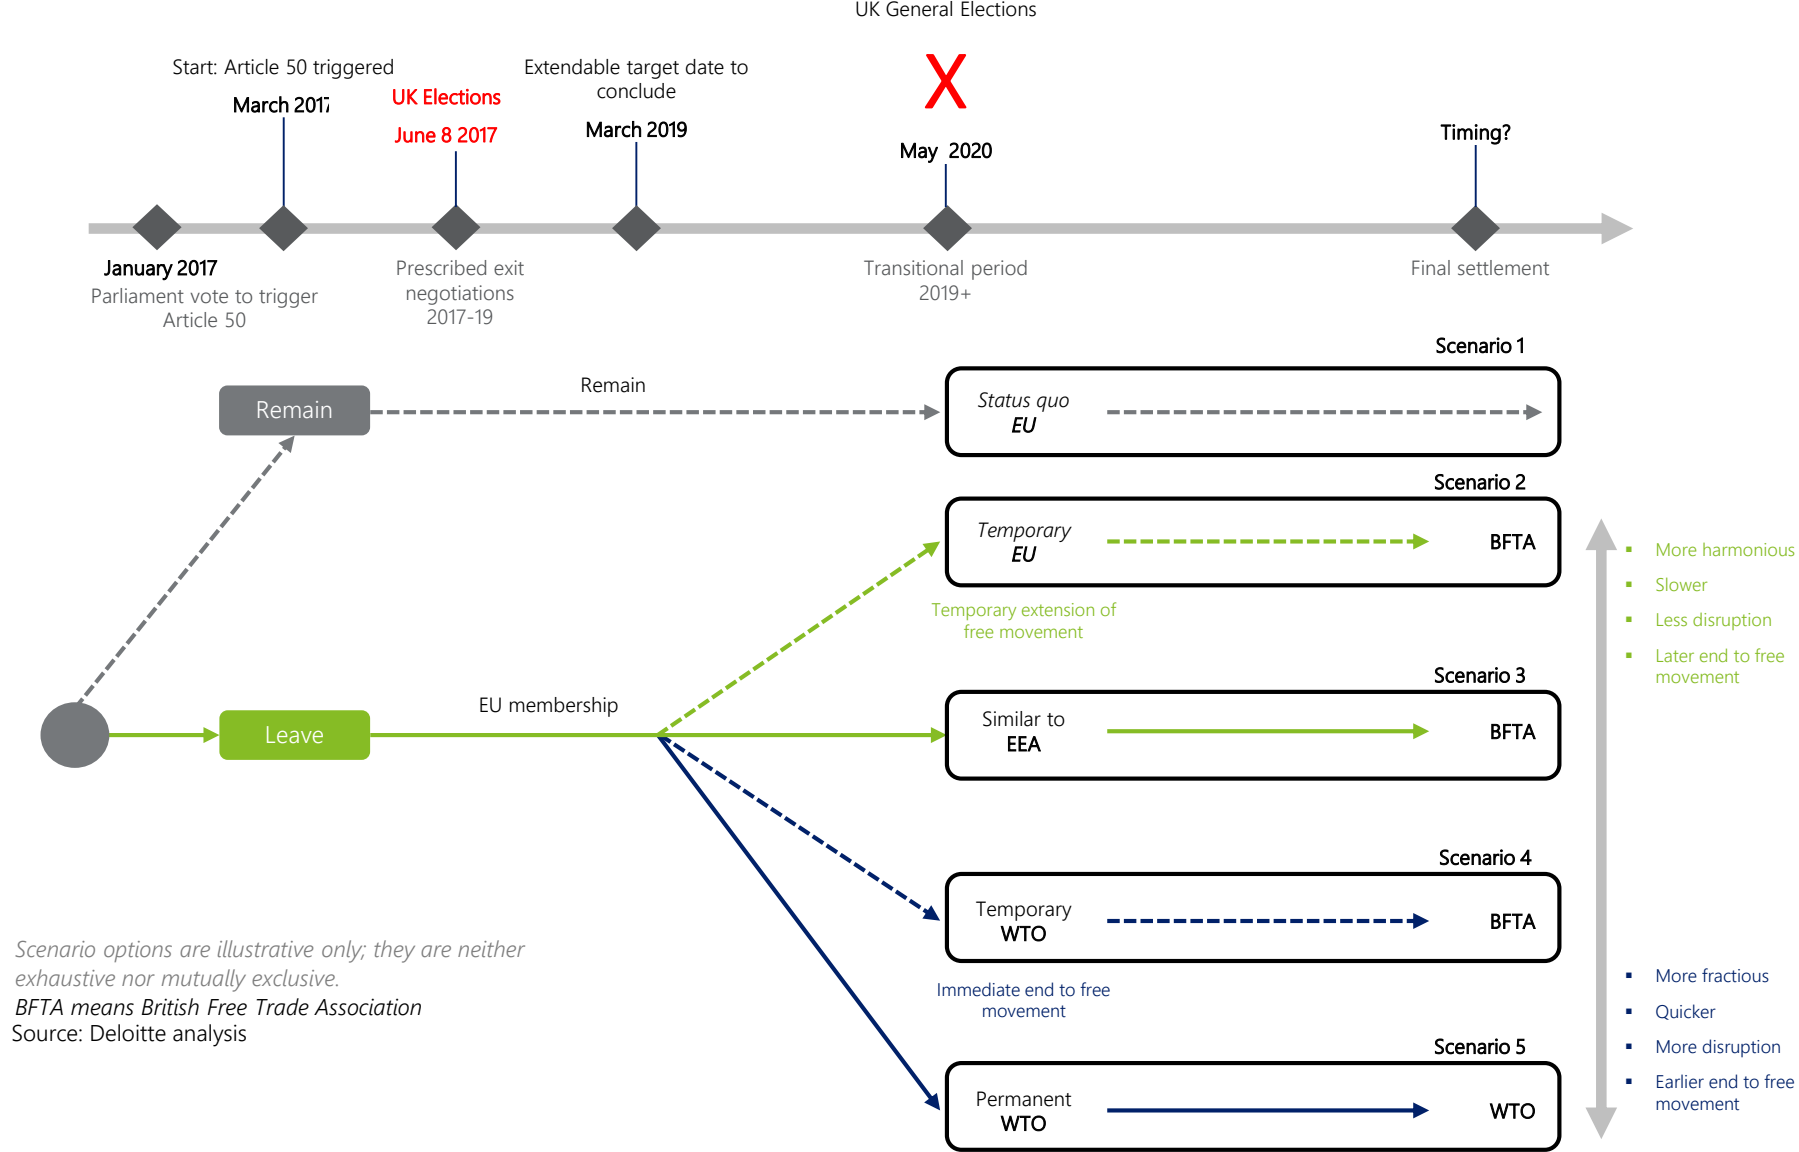 UK General Elections
Start: Article 50 triggered
March 2017
UK Elections
June 8 2017
Extendable target date to
conclude
March 2019
X
May 2020
Timing?
January 2017
Parliament vote to trigger
Article 50
Prescribed exit
negotiations
2017-19
Transitional period
2019+
Final settlement
Scenario 1
Remain
Remain
Status quo
EU
Scenario 2
Temporary
EU
BFTA
Temporary extension of
free movement
More harmonious
Slower
Less disruption
Later end to free
movement
Scenario 3
EU membership
Leave
Similar to
EEA
BFTA
Scenario 4
Temporary
WTO
BFTA
Immediate end to free
movement
Scenario 5
Permanent
WTO
WTO
More fractious
Quicker
More disruption
Earlier end to free
movement
Scenario options are illustrative only; they are neither
exhaustive nor mutually exclusive.
BFTA means British Free Trade Association
Source: Deloitte analysis